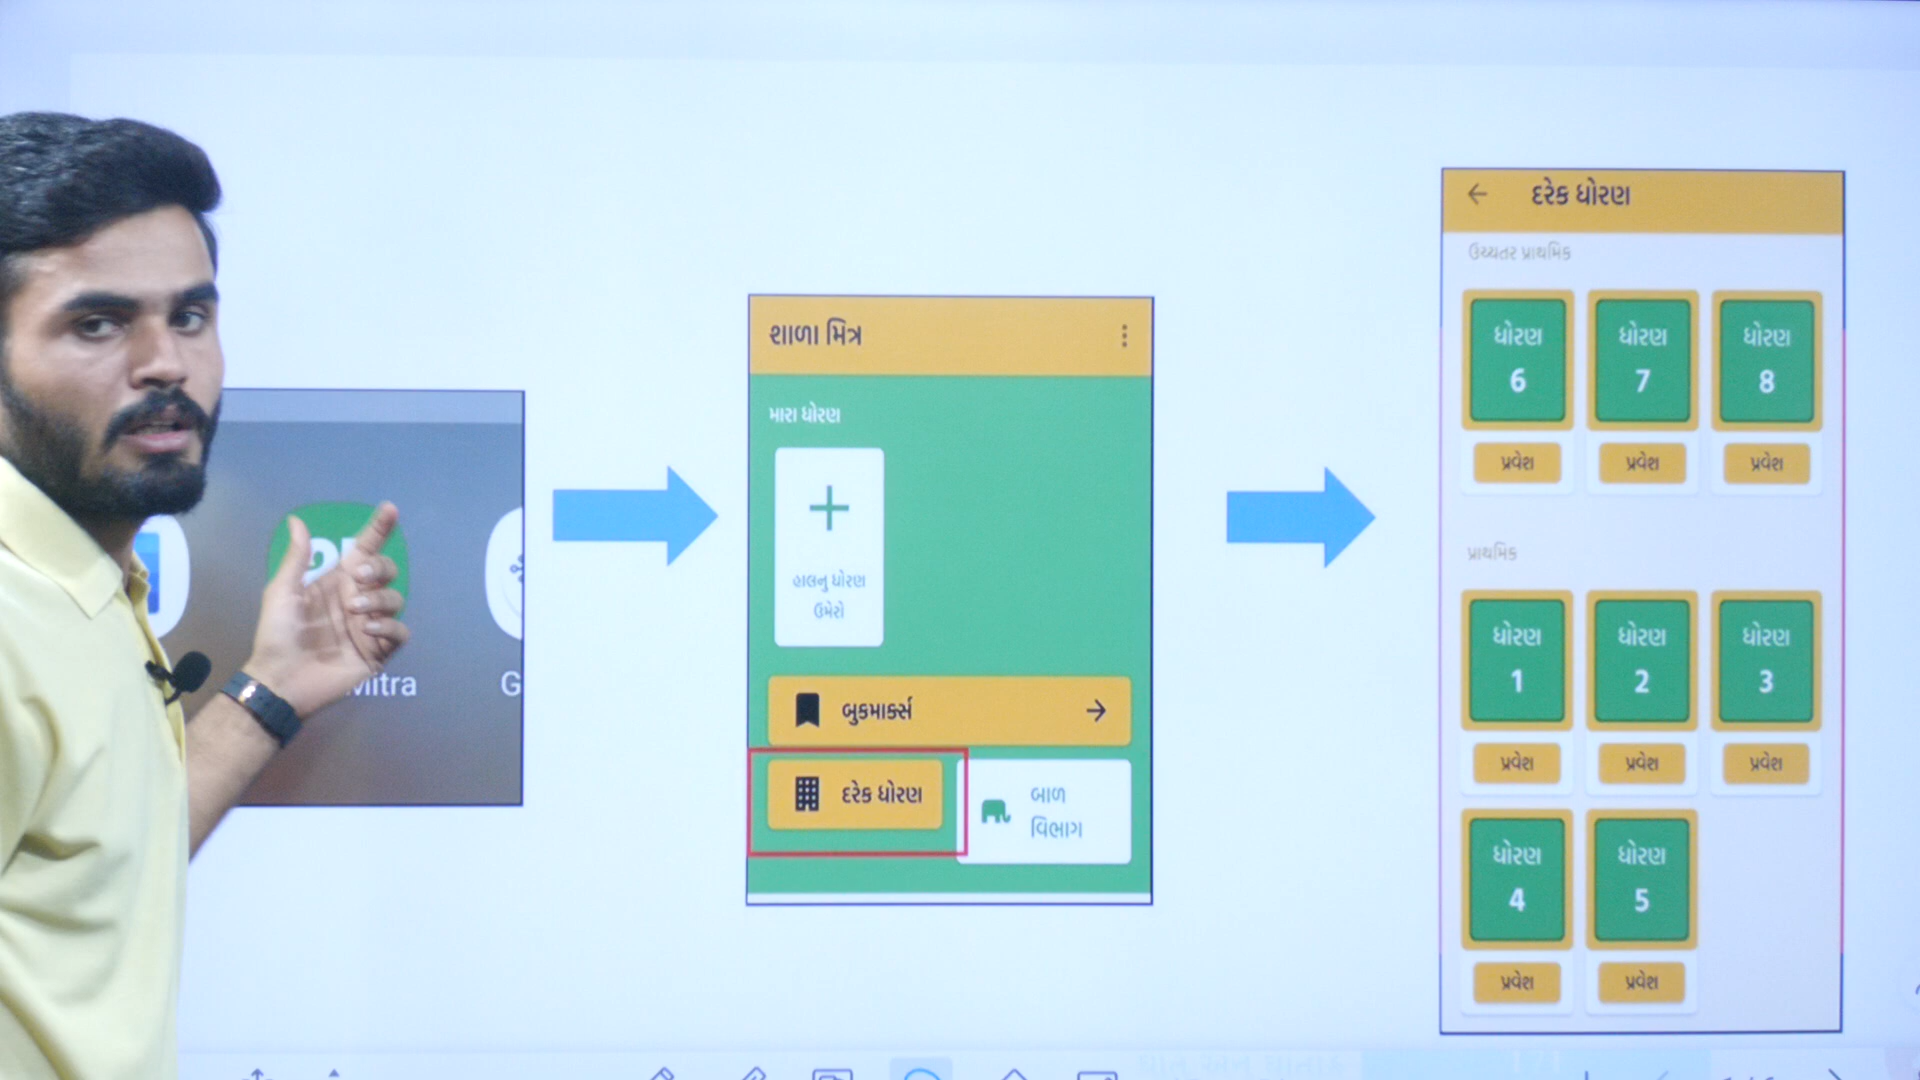 Mitra
G
શાળા મિત્ર
મારા ધોરણ
હાલનુ ધોરણ
ઉમેરો
બુકમાર્ક્સ
દરેક ધોરણ
બાળ
વિભાગ
દરેક ધોરણ
ઉચ્ચતર પ્રાથમિક
ધોરણ 6
ધોરણ 7
ધોરણ 8
પ્રવેશ
પ્રવેશ
પ્રવેશ
પ્રાથમિક
ધોરણ 1
ધોરણ 2
ધોરણ 3
પ્રવેશ
પ્રવેશ
પ્રવેશ
ધોરણ 4
ધોરણ 5
પ્રવેશ
પ્રવેશ